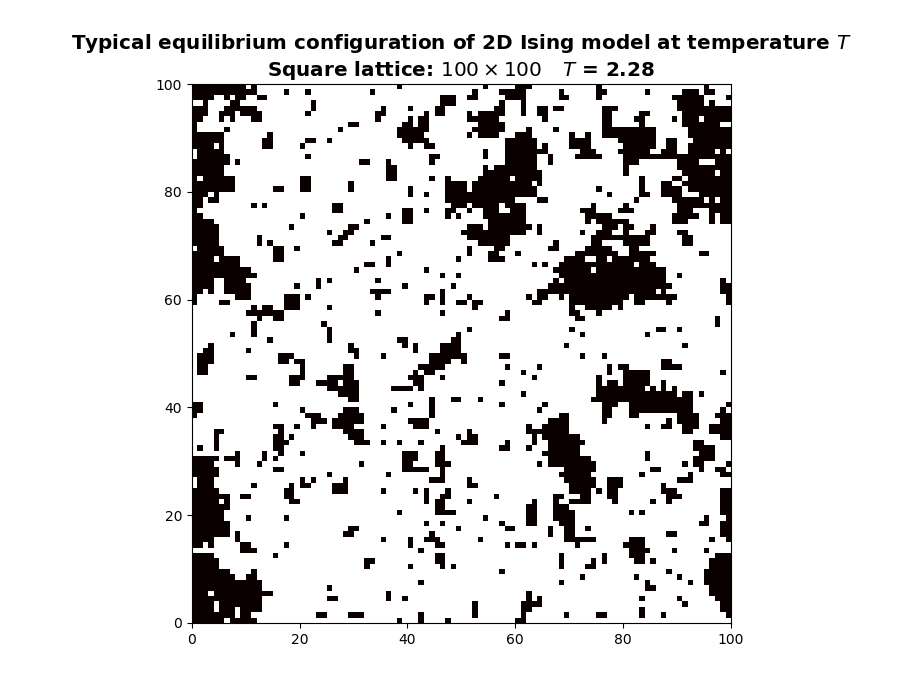 Typical equilibrium configuration of 2D Ising model at temperature T
Square lattice: 100 × 100 T = 2.28
100
80
60
40
20
0
0 20 40 60 80 100